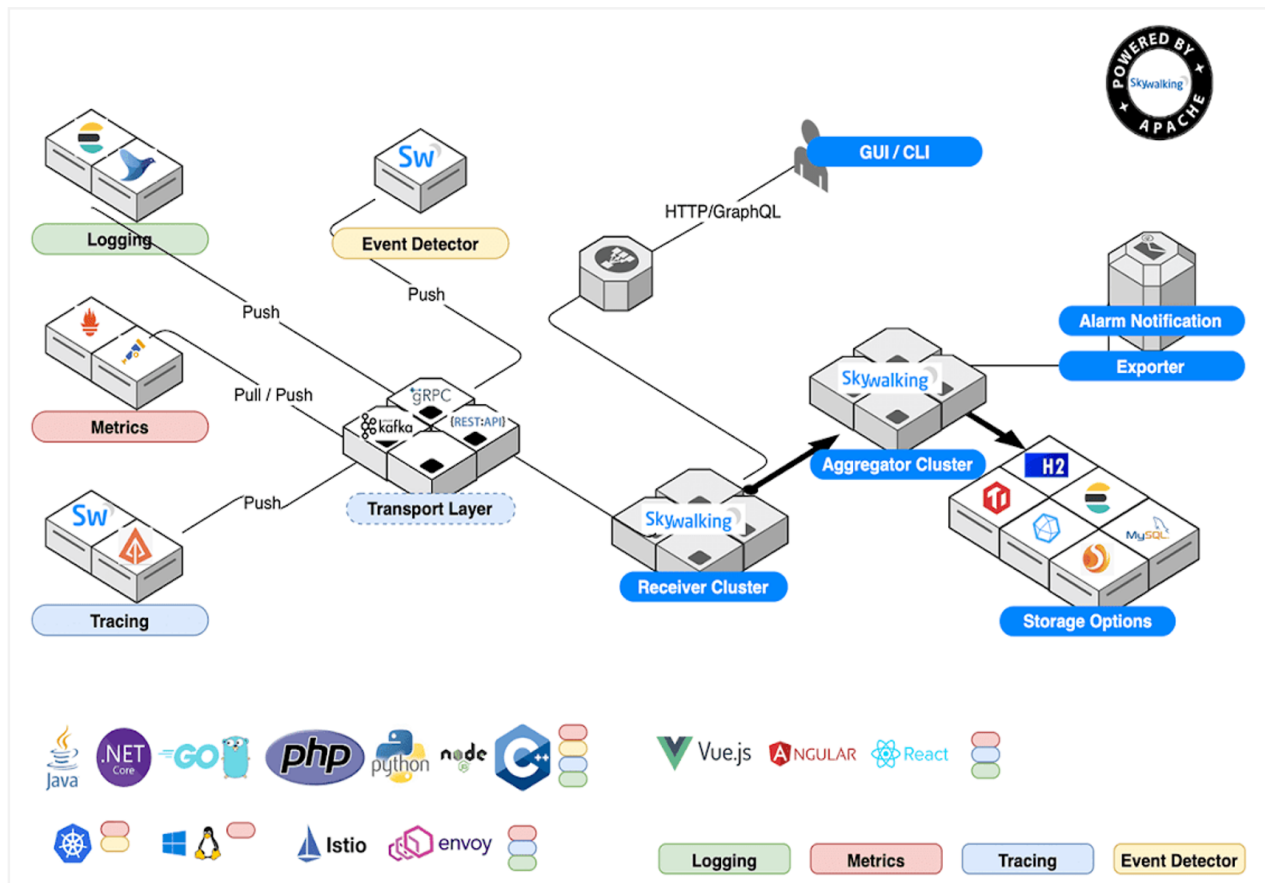 POWERED BY
Skywalking
APACHE
Sw
GUI / CLI
Logging
Event Detector
HTTP/GraphQL
Push
Push
Alarm Notification
Exporter
Pull / Push
Metrics
gRPC
kafka
{REST:API}
Skywalking
Aggregator Cluster
H2
MySQL
Sw
Push
Transport Layer
Skywalking
Receiver Cluster
Tracing
Storage Options
Java
.NET
Core
GO
php
python
node
JS
C++
Vue.js
ANGULAR
React
Istio
envoy
Logging
Metrics
Tracing
Event Detector